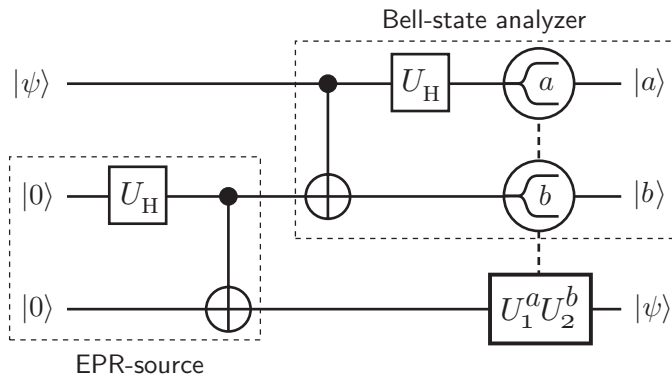 Bell-state analyzer
|ψ⟩ U_H a |a⟩
|0⟩ U_H b |b⟩
|0⟩ U_1^a U_2^b |ψ⟩
EPR-source